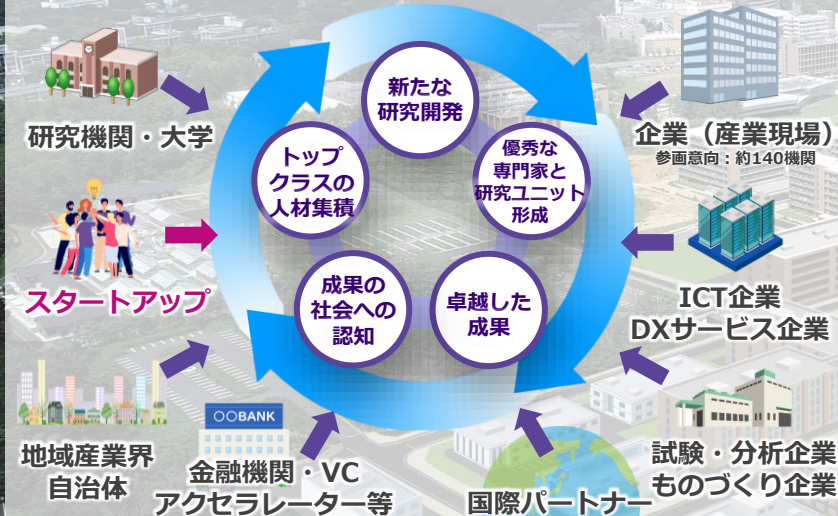 新たな
研究開発
優秀な
専門家と
研究ユニット
形成
卓越した
成果
成果の
社会への
認知
トップ
クラスの
人材集積
研究機関・大学
スタートアップ
地域産業界
自治体
○○BANK
金融機関・VC
アクセラレーター等
国際パートナー
試験・分析企業
ものづくり企業
ICT企業
DXサービス企業
企業（産業現場）
参画意向：約140機関